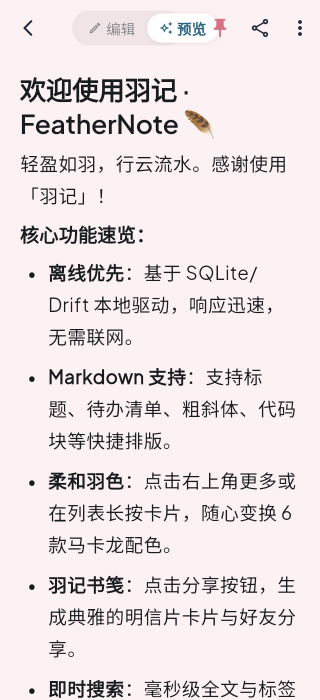 编辑
预览
欢迎使用羽记 ·
FeatherNote 🪶
轻盈如羽，行云流水。感谢使用
「羽记」！
核心功能速览：
• 离线优先：基于 SQLite/
Drift 本地驱动，响应迅速，
无需联网。
• Markdown 支持：支持标
题、待办清单、粗斜体、代码
块等快捷排版。
• 柔和羽色：点击右上角更多或
在列表长按卡片，随心变换 6
款马卡龙配色。
• 羽记书笺：点击分享按钮，生
成典雅的明信片卡片与好友分
享。
• 即时搜索：毫秒级全文与标签